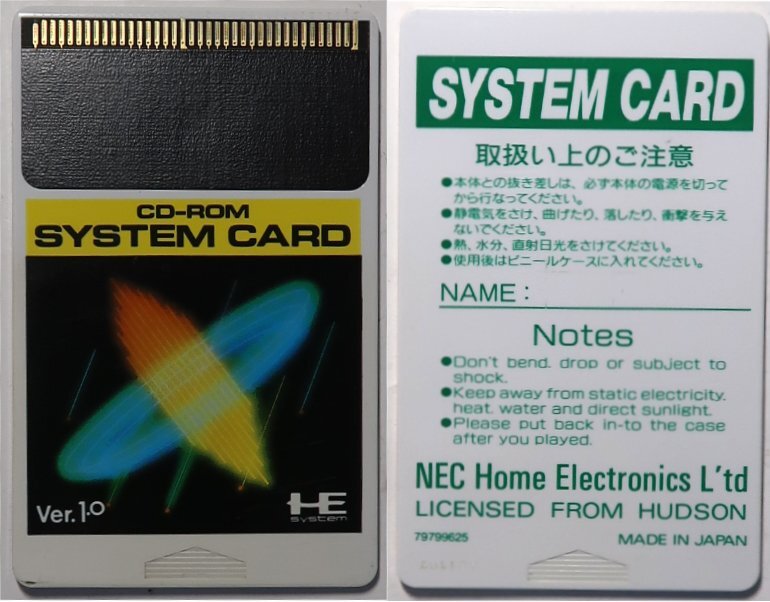 CD-ROM
SYSTEM CARD
Ver. 1.0
HE
system
SYSTEM CARD
取扱い上のご注意
●本体との抜き差しは、必ず本体の電源を切って
から行なってください。
●静電気をさけ、曲げたり、落したり、衝撃を与え
ないでください。
●熱、水分、直射日光をさけてください。
●使用後はビニールケースに入れてください。
NAME:
Notes
●Don't bend. drop or subject to
shock.
●Keep away from static electricity.
heat. water and direct sunlight.
●Please put back in-to the case
after you played.
NEC Home Electronics L'td
LICENSED FROM HUDSON
79799625
MADE IN JAPAN